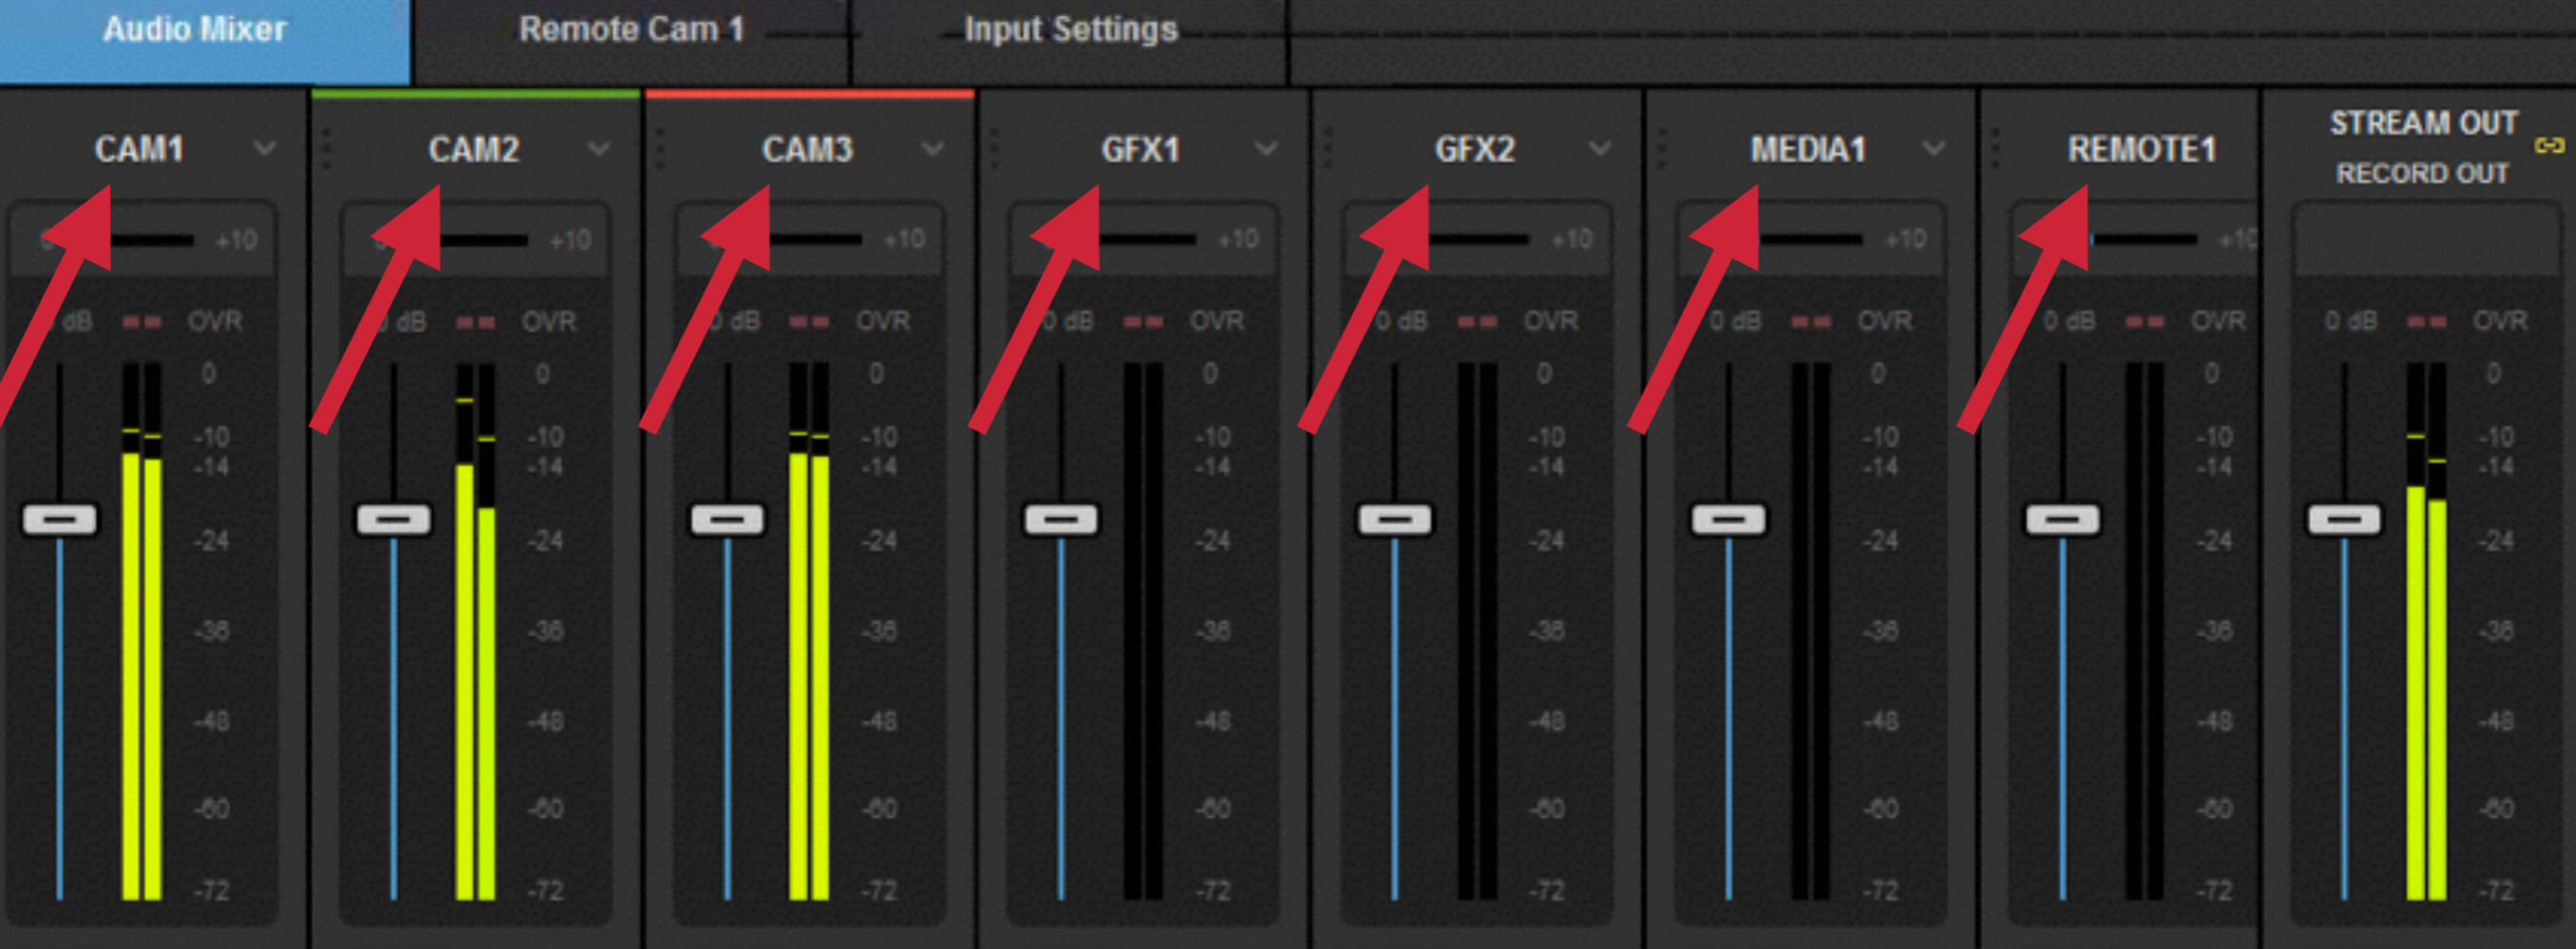 Audio Mixer Remote Cam 1 Input Settings
CAM1 CAM2 CAM3 GFX1 GFX2 MEDIA1 REMOTE1 STREAM OUT
RECORD OUT
+10 +10 +10 +10 +10 +10 +10
dB OVR dB OVR 0 dB OVR 0 dB OVR 0 dB OVR 0 dB OVR 0 dB OVR 0 dB OVR
0 0 0 0 0 0 0 0
-10 -10 -10 -10 -10 -10 -10 -10
-14 -14 -14 -14 -14 -14 -14 -14
-24 -24 -24 -24 -24 -24 -24 -24
-36 -36 -36 -36 -36 -36 -36 -36
-48 -48 -48 -48 -48 -48 -48 -48
-60 -60 -60 -60 -60 -60 -60 -60
-72 -72 -72 -72 -72 -72 -72 -72